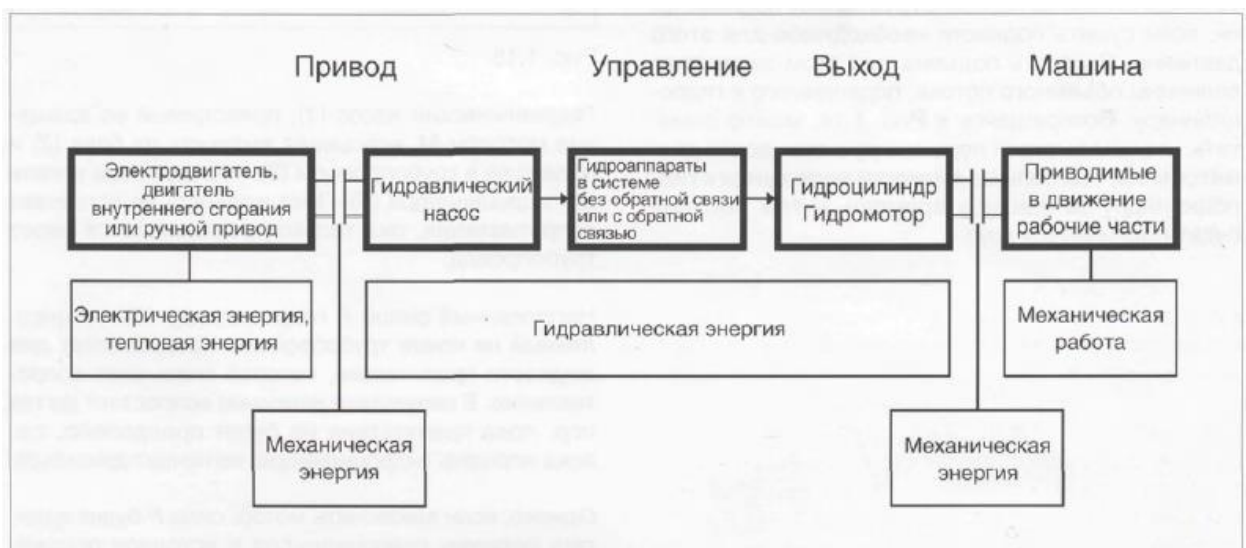 Привод
Управление
Выход
Машина
Электродвигатель,
двигатель
внутреннего сгорания
или ручной привод
Гидравлический
насос
Гидроаппараты
в системе
без обратной связи
или с обратной
связью
Гидроцилиндр
Гидромотор
Приводимые
в движение
рабочие части
Электрическая энергия,
тепловая энергия
Гидравлическая энергия
Механическая
работа
Механическая
энергия
Механическая
энергия